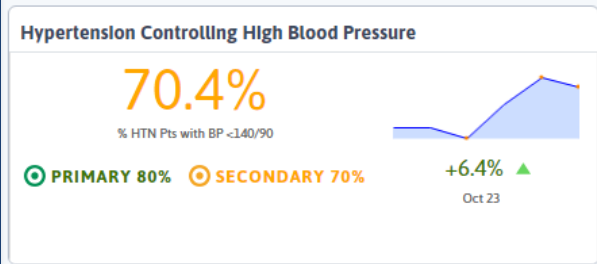 Hypertension Controlling High Blood Pressure
70.4%
% HTN Pts with BP <140/90
PRIMARY 80% SECONDARY 70%
+6.4%
Oct 23